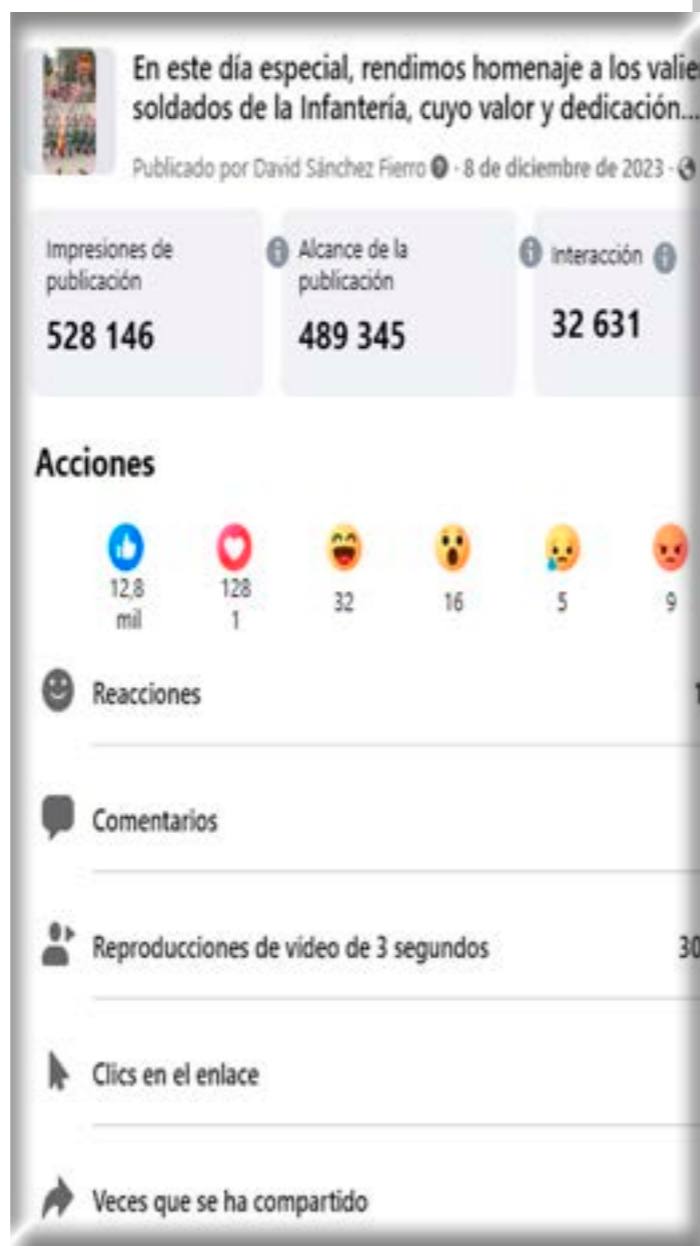 En este día especial, rendimos homenaje a los
soldados de la Infantería, cuyo valor y dedicación...
Publicado por David Sánchez Fierro · 8 de diciembre de 2023 ·
Impresiones de
publicación
528 146
Alcance de la
publicación
489 345
Interacción
32 631
Acciones
12,8
mil
128
1
32
16
5
9
Reacciones
Comentarios
Reproducciones de vídeo de 3 segundos
30
Clics en el enlace
Veces que se ha compartido